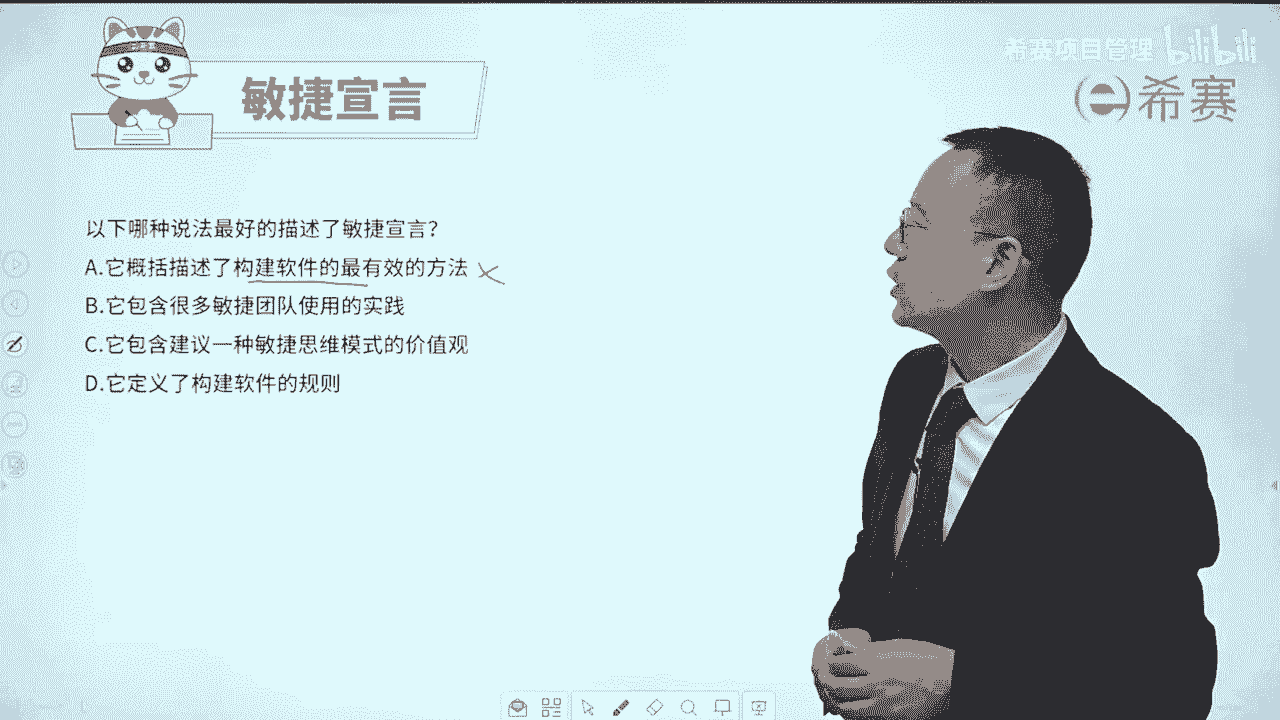 希赛项目管理 bilibili
希赛
敏捷宣言
以下哪种说法最好的描述了敏捷宣言？
A.它概括描述了构建软件的最有效的方法
B.它包含很多敏捷团队使用的实践
C.它包含建议一种敏捷思维模式的价值观
D.它定义了构建软件的规则